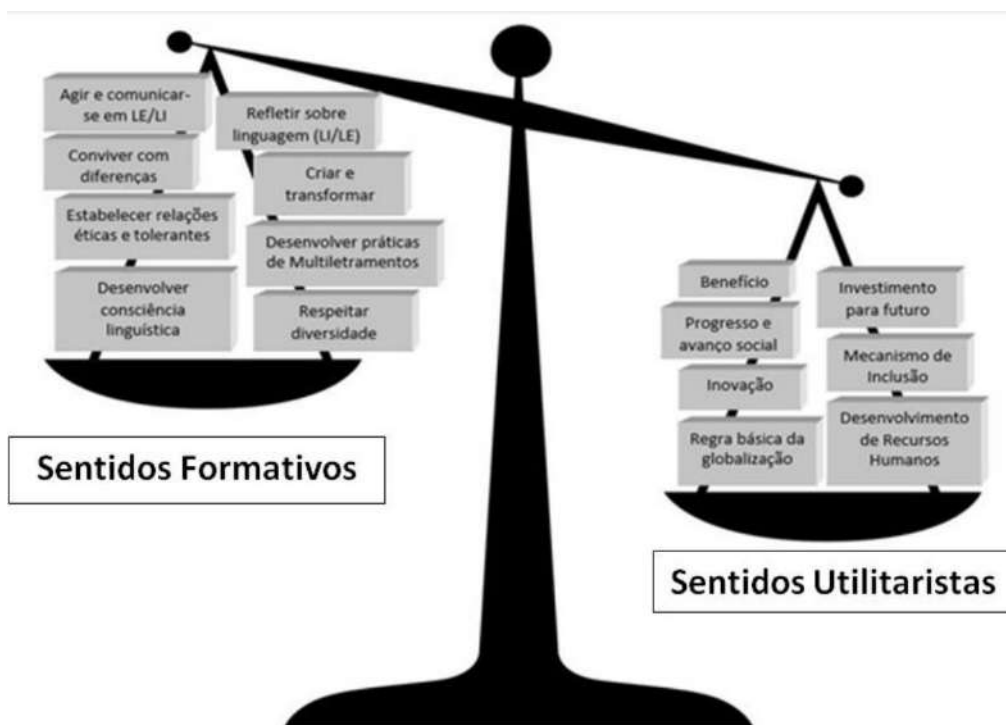 Agir e comunicar-
se em LE/LI
Refletir sobre
linguagem (LI/LE)
Conviver com
diferenças
Criar e
transformar
Estabelecer relações
éticas e tolerantes
Desenvolver práticas
de Multiletramentos
Desenvolver
consciência
linguística
Respeitar
diversidade
Sentidos Formativos
Benefício
Investimento
para futuro
Progresso e
avanço social
Mecanismo de
Inclusão
Inovação
Desenvolvimento
de Recursos
Humanos
Regra básica da
globalização
Sentidos Utilitaristas